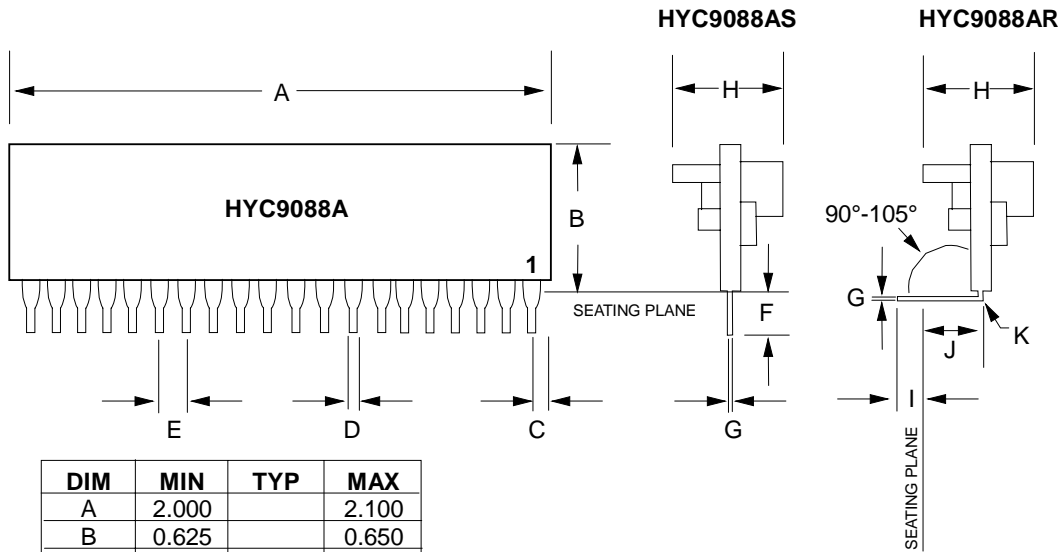 HYC9088AS HYC9088AR
A
H
H
HYC9088A
B
90°-105°
1
SEATING PLANE
F
G
K
J
I
E
D
C
G
SEATING PLANE
DIM MIN TYP MAX
A 2.000 2.100
B 0.625 0.650